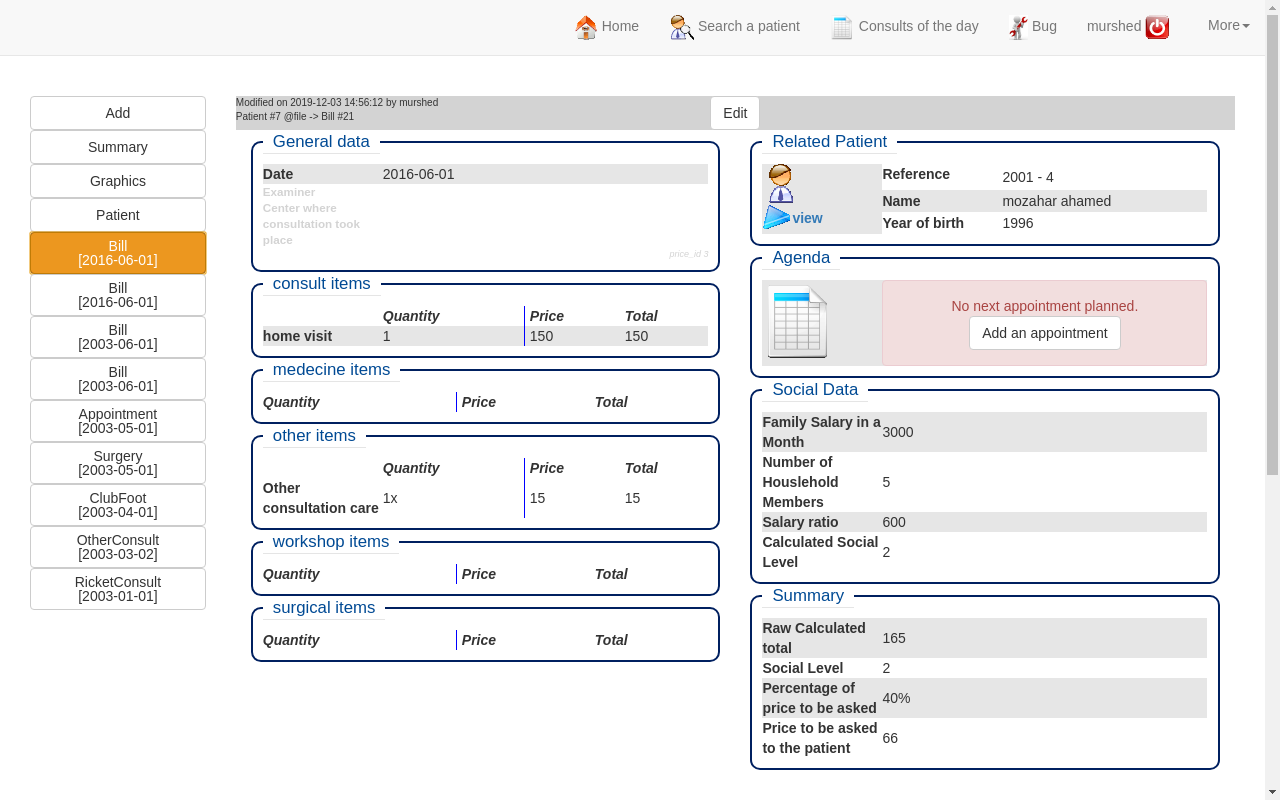 Home Search a patient Consults of the day Bug murshed More
Add
Summary
Graphics
Patient
Bill
[2016-06-01]
Bill
[2016-06-01]
Bill
[2003-06-01]
Bill
[2003-06-01]
Appointment
[2003-05-01]
Surgery
[2003-05-01]
ClubFoot
[2003-04-01]
OtherConsult
[2003-03-02]
RicketConsult
[2003-01-01]
Modified on 2019-12-03 14:56:12 by murshed
Patient #7 @file -> Bill #21
Edit
General data
Date 2016-06-01
Examiner
Center where
consultation took
place
price_id 3
consult items
Quantity Price Total
home visit 1 150 150
medecine items
Quantity Price Total
other items
Quantity Price Total
Other
consultation care 1x 15 15
workshop items
Quantity Price Total
surgical items
Quantity Price Total
Related Patient
view
Reference 2001 - 4
Name mozahar ahamed
Year of birth 1996
Agenda
No next appointment planned.
Add an appointment
Social Data
Family Salary in a
Month 3000
Number of
Houslehold
Members 5
Salary ratio 600
Calculated Social
Level 2
Summary
Raw Calculated
total 165
Social Level 2
Percentage of
price to be asked 40%
Price to be asked
to the patient 66